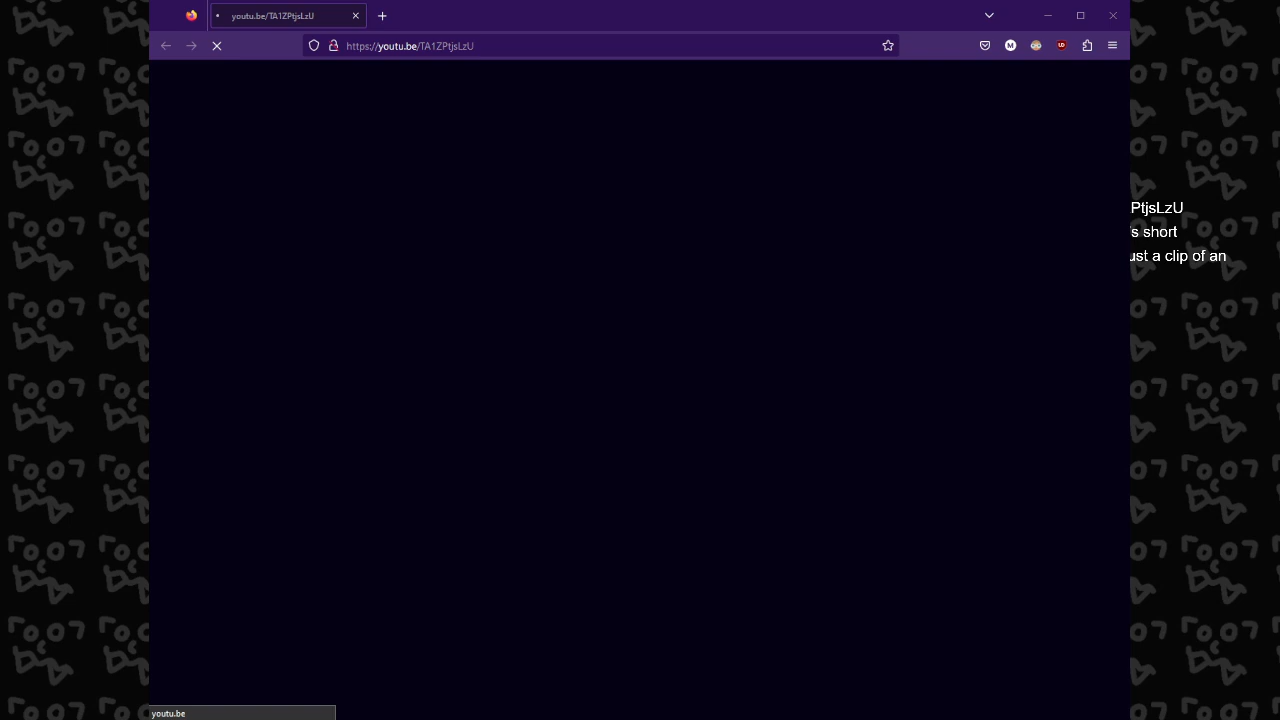 youtu.be/TA1ZPtjsLzU
https://youtu.be/TA1ZPtjsLzU
PtjsLzU
's short
ust a clip of an
youtu.be